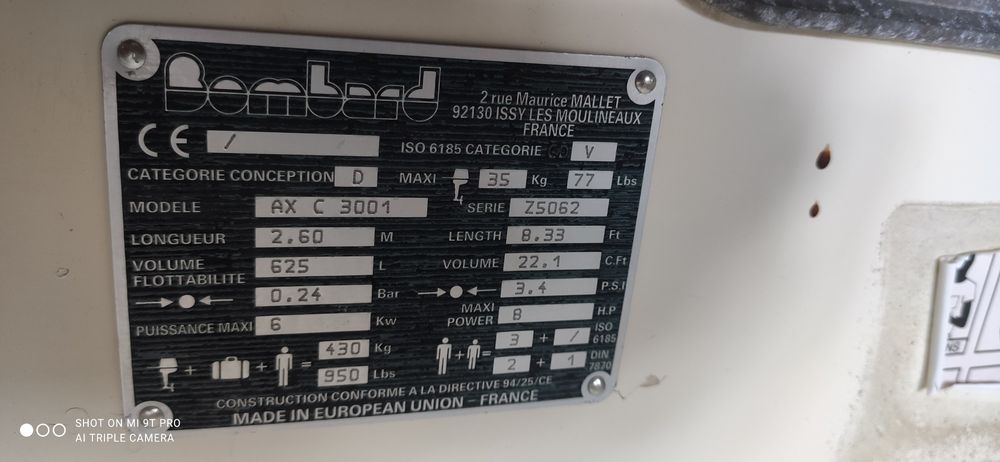 Bombard
2 rue Maurice MALLET
92130 ISSY LES MOULINEAUX
FRANCE
CE /
ISO 6185 CATEGORIE V
CATEGORIE CONCEPTION D MAXI 35 Kg 77 Lbs
MODELE AX C 3001 SERIE Z5062
LONGUEUR 2.60 M LENGTH 8.33 Ft
VOLUME FLOTTABILITE 625 L VOLUME 22.1 C.Ft
0.24 Bar 3.4 P.S.I
PUISSANCE MAXI 6 Kw MAXI POWER 8 H.P
+ + = 430 Kg + = 3 + / ISO 6185
950 Lbs 2 + 1 DIN 7820
CONSTRUCTION CONFORME A LA DIRECTIVE 94/25/CE
MADE IN EUROPEAN UNION – FRANCE
SHOT ON MI 9T PRO
AI TRIPLE CAMERA